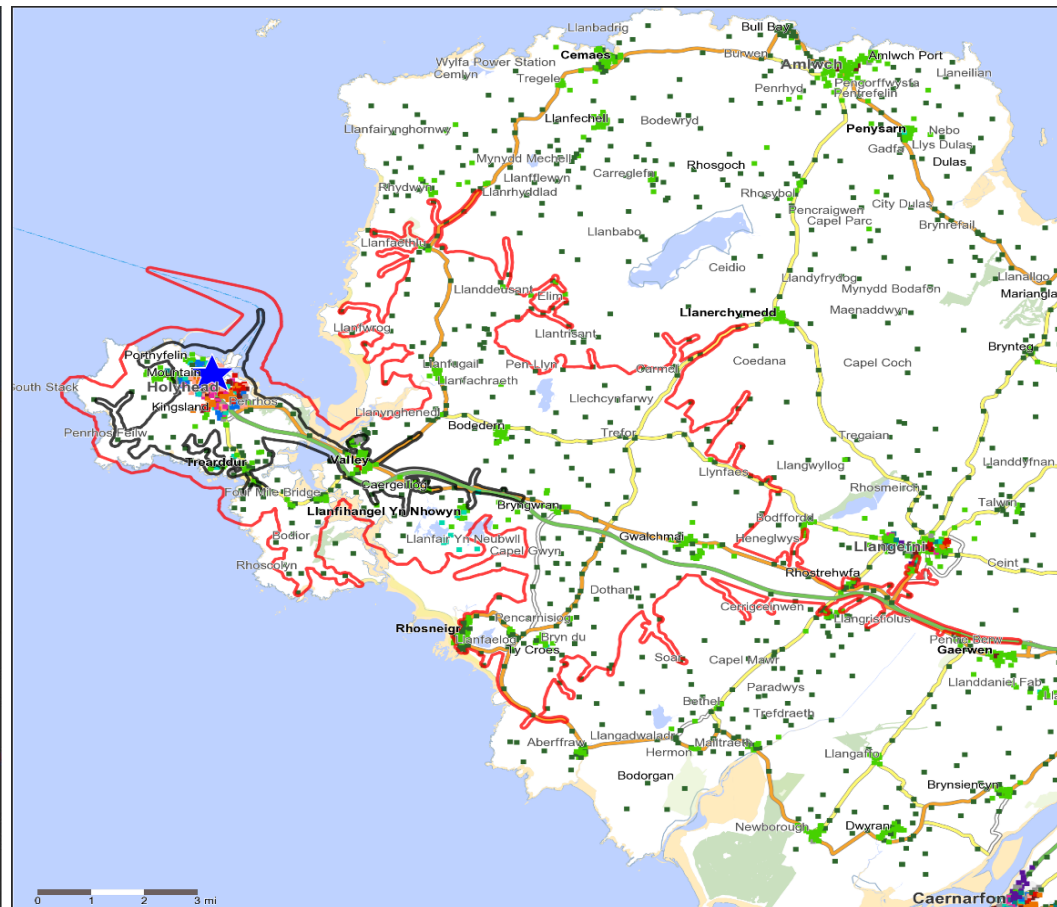 Llanbadrig
Bull Bay
Cemaes
Burwen
Amlwch Port
Wylfa Power Station
Amlwch
Cemlyn
Tregele
Llaneilian
Penrhyd
Pengorffwysfa
Pentrefelin
Llanfechell
Bodewryd
Llanfairynghornwy
Penysarn
Nebo
Llys Dulas
Gadfa
Mynydd Mechell
Rhosgoch
Dulas
Llanfflewyn
Carreglefn
Rhydwyn
Llanrhyddlad
Rhosybol
City Dulas
Pencraigwen
Capel Parc
Brynrefail
Llanbabo
Llanfaethlu
Ceidio
Llanallgo
Llandyfrydog
Llanddeusant
Mynydd Bodafon
Elim
Marianglas
Llanfwrog
Llanerchymedd
Maenaddwyn
Llantrisant
Brynteg
Porthyfelin
Llanfigail
Pen Llyn
Coedana
Capel Coch
Mountain
Carmel
South Stack
Holyhead
Llanfachraeth
Penrhos
Llechcynfarwy
Kingsland
Llanynghenedl
Bodedern
Trefor
Penrhos Feilw
Tregaian
Trearddur
Valley
Llynfaes
Llangwyllog
Llanddyfnan
Caergeiliog
Rhosmeirch
Four Mile Bridge
Talwrn
Llanfihangel Yn Nhowyn
Bryngwran
Bodffordd
Bodior
Llanfair Yn Neubwll
Gwalchmai
Heneglwys
Llangefni
Capel Gwyn
Rhoscolyn
Ceint
Rhostrehwfa
Dothan
Cerrigceinwen
Pencarnisiog
Llangristiolus
Rhosneigr
Llanfaelog
Bryn du
Pentre Berw
Ty Croes
Gaerwen
Soar
Capel Mawr
Llanddaniel Fab
Paradwys
Bethel
Trefdraeth
Aberffraw
Llangadwaladr
Malltraeth
Hermon
Llangaffo
Bodorgan
Brynsiencyn
Newborough
Dwyran
Caernarfon
0 1 2 3 mi